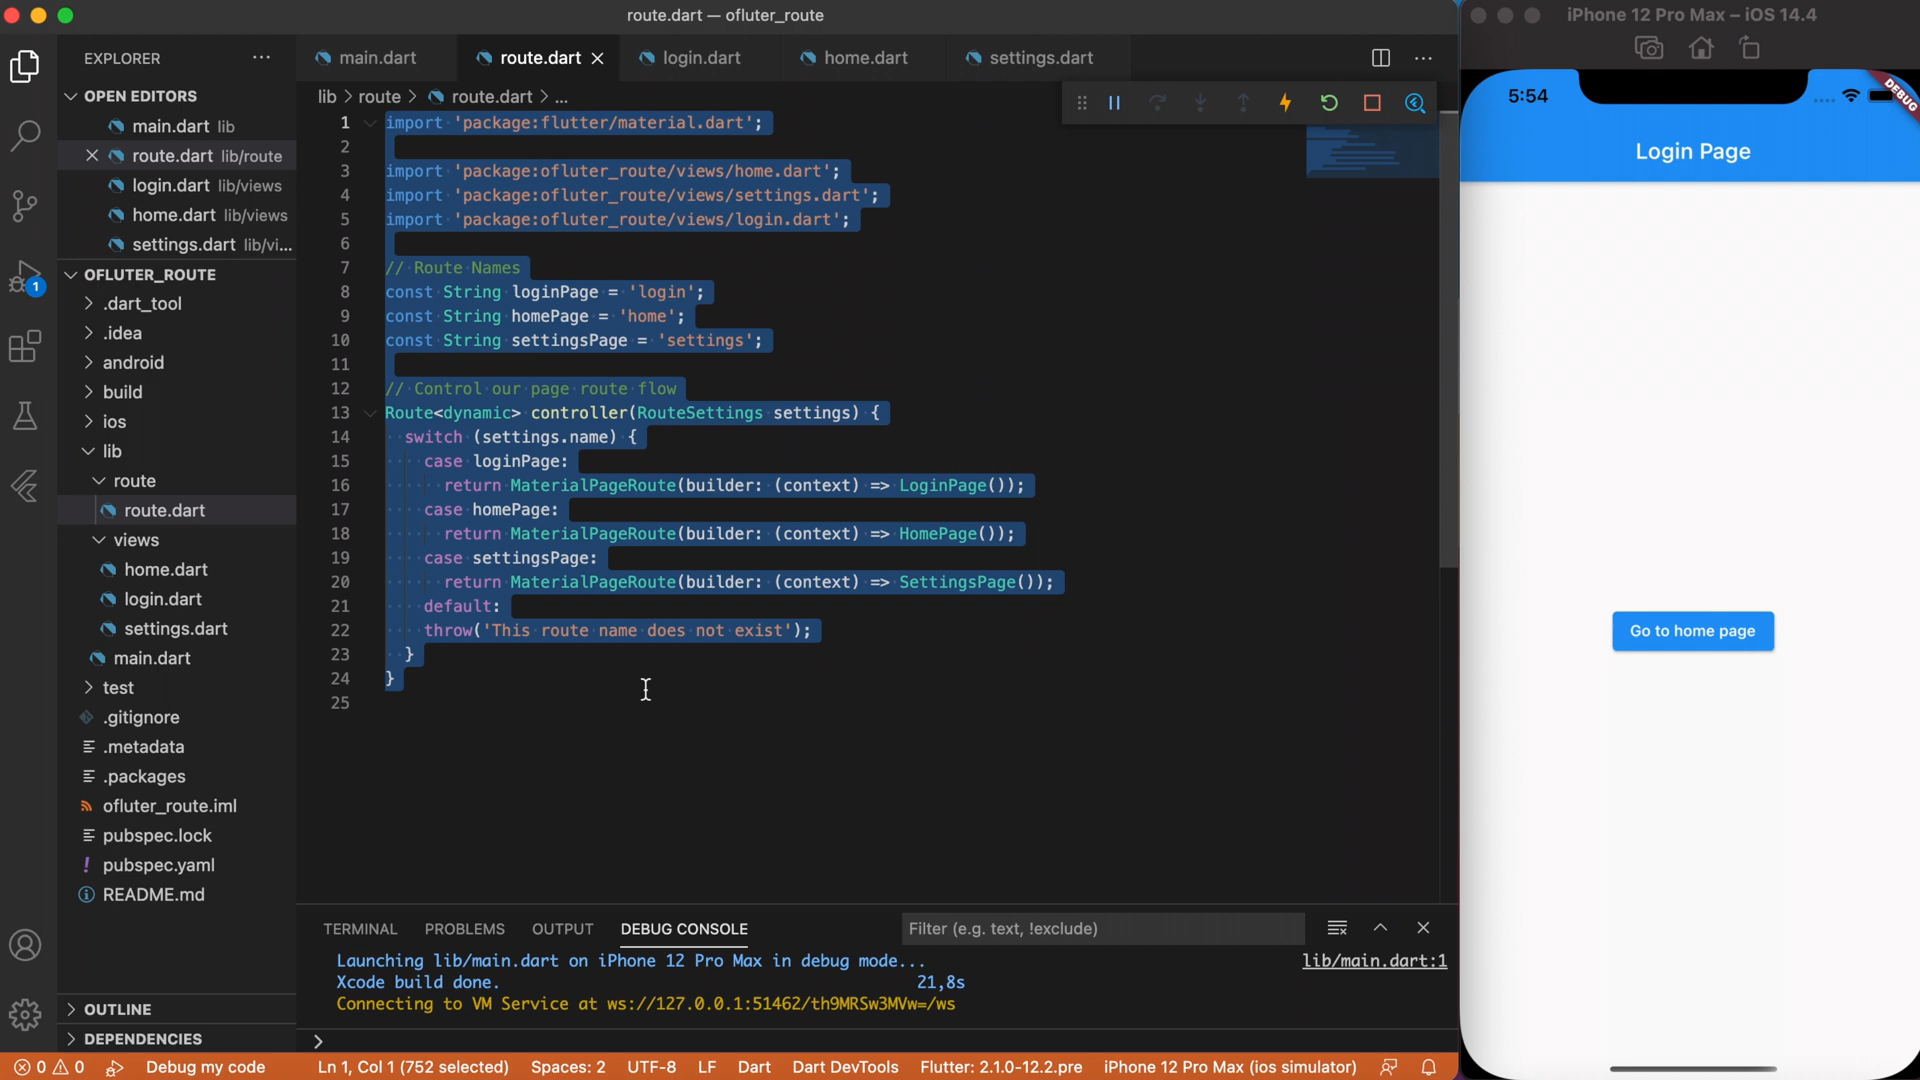 route.dart — ofluter_route
iPhone 12 Pro Max – iOS 14.4
EXPLORER
main.dart
route.dart
login.dart
home.dart
settings.dart
OPEN EDITORS
main.dart lib
route.dart lib/route
login.dart lib/views
home.dart lib/views
settings.dart lib/vi...
OFLUTER_ROUTE
.dart_tool
.idea
android
build
ios
lib
route
route.dart
views
home.dart
login.dart
settings.dart
main.dart
test
.gitignore
.metadata
.packages
ofluter_route.iml
pubspec.lock
pubspec.yaml
README.md
OUTLINE
DEPENDENCIES
1
lib > route > route.dart > ...
1 import 'package:flutter/material.dart';
2
3 import 'package:ofluter_route/views/home.dart';
4 import 'package:ofluter_route/views/settings.dart';
5 import 'package:ofluter_route/views/login.dart';
6
7 // Route Names
8 const String loginPage = 'login';
9 const String homePage = 'home';
10 const String settingsPage = 'settings';
11
12 // Control our page route flow
13 Route<dynamic> controller(RouteSettings settings) {
14 switch (settings.name) {
15 case loginPage:
16 return MaterialPageRoute(builder: (context) => LoginPage());
17 case homePage:
18 return MaterialPageRoute(builder: (context) => HomePage());
19 case settingsPage:
20 return MaterialPageRoute(builder: (context) => SettingsPage());
21 default:
22 throw('This route name does not exist');
23 }
24 }
25
TERMINAL PROBLEMS OUTPUT DEBUG CONSOLE
Filter (e.g. text, !exclude)
Launching lib/main.dart on iPhone 12 Pro Max in debug mode...
lib/main.dart:1
Xcode build done. 21,8s
Connecting to VM Service at ws://127.0.0.1:51462/th9MRSw3MVw=/ws
0 0 Debug my code Ln 1, Col 1 (752 selected) Spaces: 2 UTF-8 LF Dart Dart DevTools Flutter: 2.1.0-12.2.pre iPhone 12 Pro Max (ios simulator)
5:54
DEBUG
Login Page
Go to home page